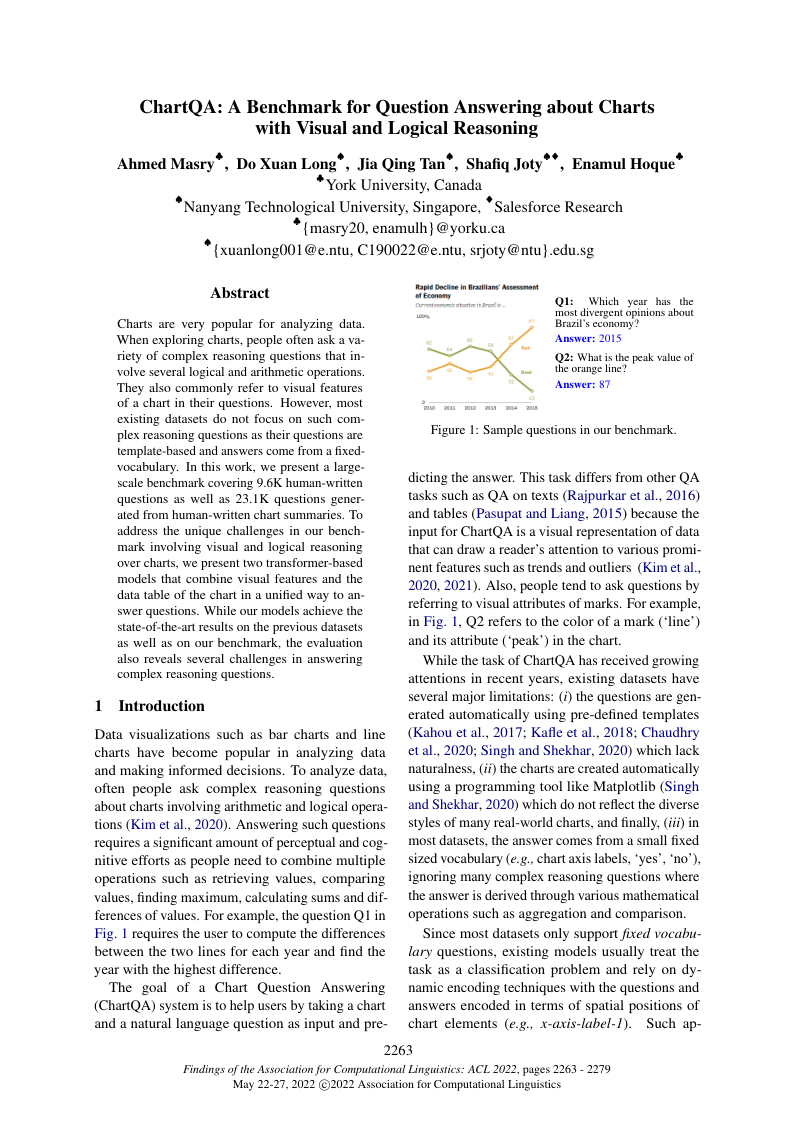 ChartQA: A Benchmark for Question Answering about Charts
with Visual and Logical Reasoning
Ahmed Masry♣, Do Xuan Long♠, Jia Qing Tan♠, Shafiq Joty♠♦, Enamul Hoque♣
♣York University, Canada
♠Nanyang Technological University, Singapore, ♦Salesforce Research
♣{masry20, enamulh}@yorku.ca
♠{xuanlong001@e.ntu, C190022@e.ntu, srjoty@ntu}.edu.sg
Abstract
Charts are very popular for analyzing data.
When exploring charts, people often ask a va-
riety of complex reasoning questions that in-
volve several logical and arithmetic operations.
They also commonly refer to visual features
of a chart in their questions. However, most
existing datasets do not focus on such com-
plex reasoning questions as their questions are
template-based and answers come from a fixed-
vocabulary. In this work, we present a large-
scale benchmark covering 9.6K human-written
questions as well as 23.1K questions gener-
ated from human-written chart summaries. To
address the unique challenges in our bench-
mark involving visual and logical reasoning
over charts, we present two transformer-based
models that combine visual features and the
data table of the chart in a unified way to an-
swer questions. While our models achieve the
state-of-the-art results on the previous datasets
as well as on our benchmark, the evaluation
also reveals several challenges in answering
complex reasoning questions.
1 Introduction
Data visualizations such as bar charts and line
charts have become popular in analyzing data
and making informed decisions. To analyze data,
often people ask complex reasoning questions
about charts involving arithmetic and logical opera-
tions (Kim et al., 2020). Answering such questions
requires a significant amount of perceptual and cog-
nitive efforts as people need to combine multiple
operations such as retrieving values, comparing
values, finding maximum, calculating sums and dif-
ferences of values. For example, the question Q1 in
Fig. 1 requires the user to compute the differences
between the two lines for each year and find the
year with the highest difference.
The goal of a Chart Question Answering
(ChartQA) system is to help users by taking a chart
and a natural language question as input and pre-
Rapid Decline in Brazilians' Assessment
of Economy
Current economic situation in Brazil is ...
100%
87
Bad
Good
0
2010 2011 2012 2013 2014 2015
Q1: Which year has the
most divergent opinions about
Brazil's economy?
Answer: 2015
Q2: What is the peak value of
the orange line?
Answer: 87
Figure 1: Sample questions in our benchmark.
dicting the answer. This task differs from other QA
tasks such as QA on texts (Rajpurkar et al., 2016)
and tables (Pasupat and Liang, 2015) because the
input for ChartQA is a visual representation of data
that can draw a reader's attention to various promi-
nent features such as trends and outliers (Kim et al.,
2020, 2021). Also, people tend to ask questions by
referring to visual attributes of marks. For example,
in Fig. 1, Q2 refers to the color of a mark ('line')
and its attribute ('peak') in the chart.
While the task of ChartQA has received growing
attentions in recent years, existing datasets have
several major limitations: (i) the questions are gen-
erated automatically using pre-defined templates
(Kahou et al., 2017; Kafle et al., 2018; Chaudhry
et al., 2020; Singh and Shekhar, 2020) which lack
naturalness, (ii) the charts are created automatically
using a programming tool like Matplotlib (Singh
and Shekhar, 2020) which do not reflect the diverse
styles of many real-world charts, and finally, (iii) in
most datasets, the answer comes from a small fixed
sized vocabulary (e.g., chart axis labels, 'yes', 'no'),
ignoring many complex reasoning questions where
the answer is derived through various mathematical
operations such as aggregation and comparison.
Since most datasets only support fixed vocabu-
lary questions, existing models usually treat the
task as a classification problem and rely on dy-
namic encoding techniques with the questions and
answers encoded in terms of spatial positions of
chart elements (e.g., x-axis-label-1). Such ap-
2263
Findings of the Association for Computational Linguistics: ACL 2022, pages 2263 - 2279
May 22-27, 2022 ©2022 Association for Computational Linguistics